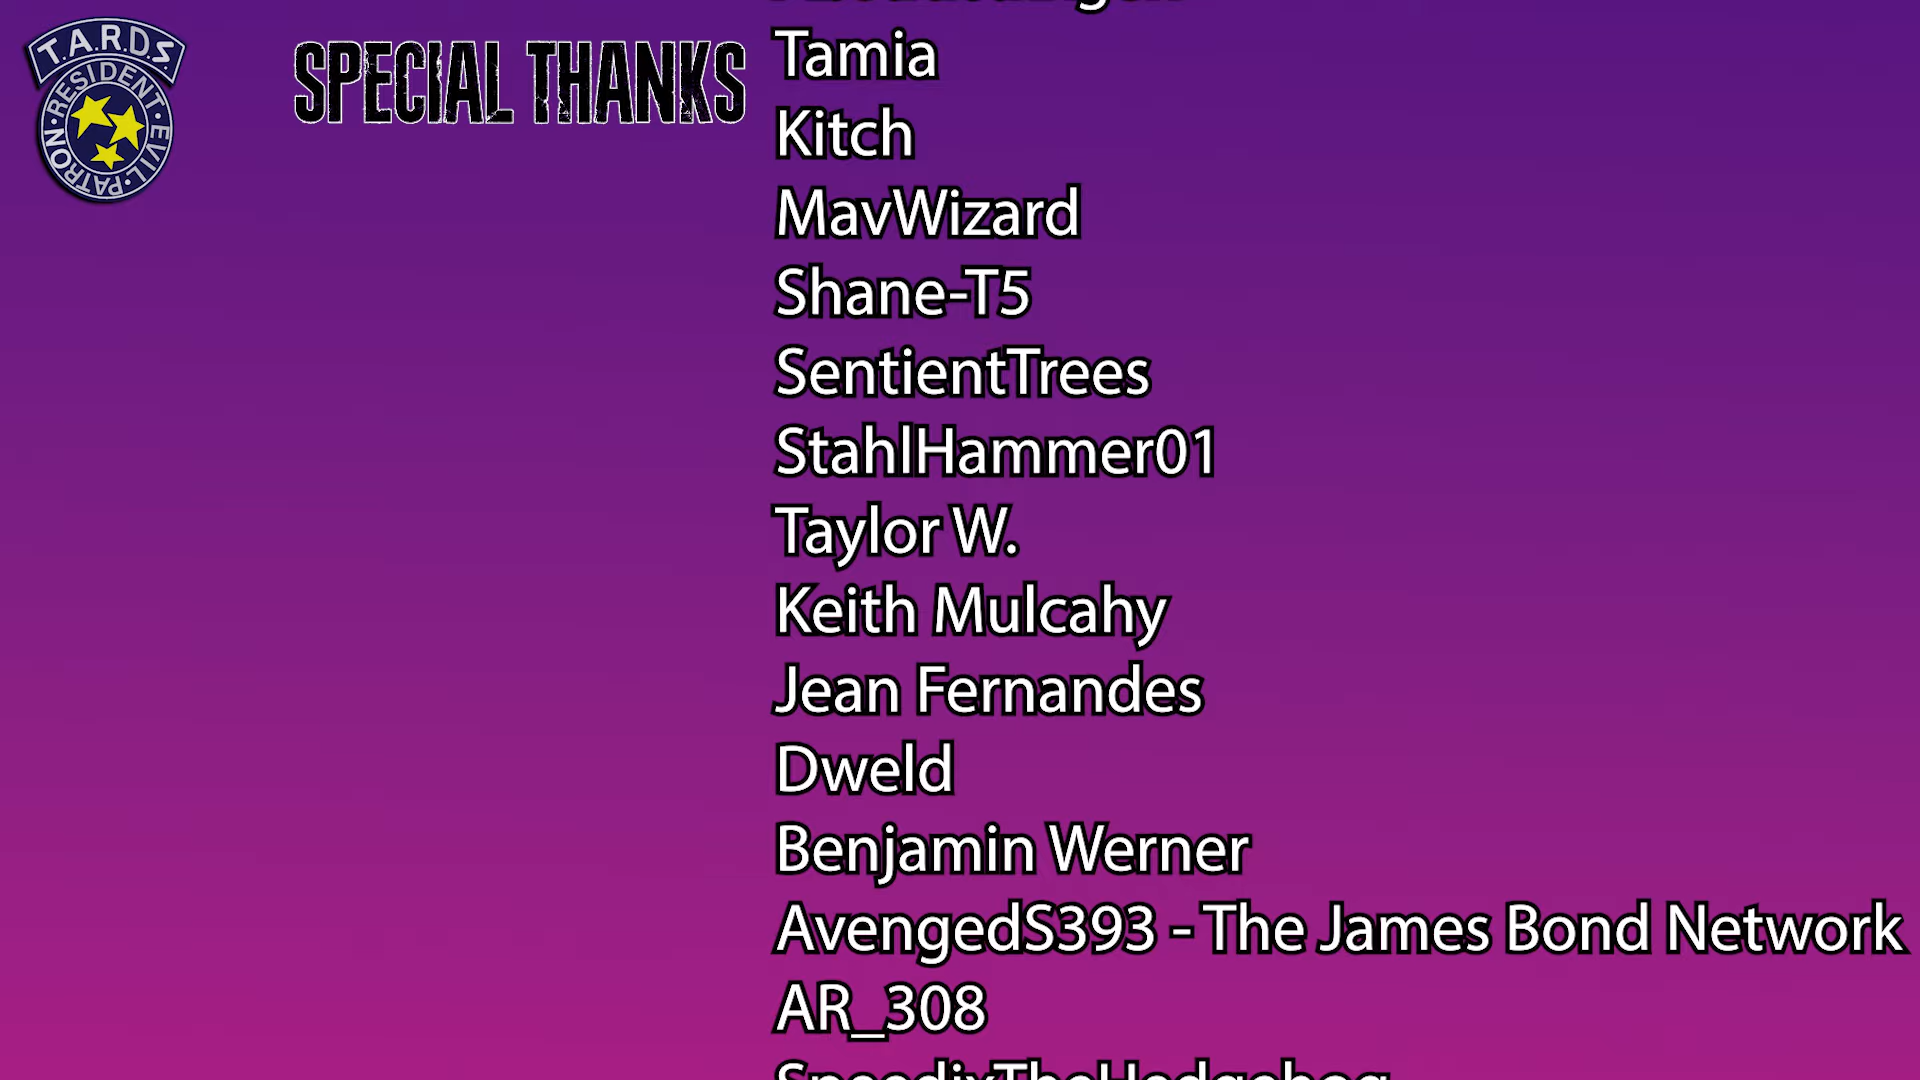 T.A.R.D.S.
RESIDENT EVIL PATRON
SPECIAL THANKS
Tamia
Kitch
MavWizard
Shane-T5
SentientTrees
StahlHammer01
Taylor W.
Keith Mulcahy
Jean Fernandes
Dweld
Benjamin Werner
AvengedS393 - The James Bond Network
AR_308
SpeedixTheHedgehog